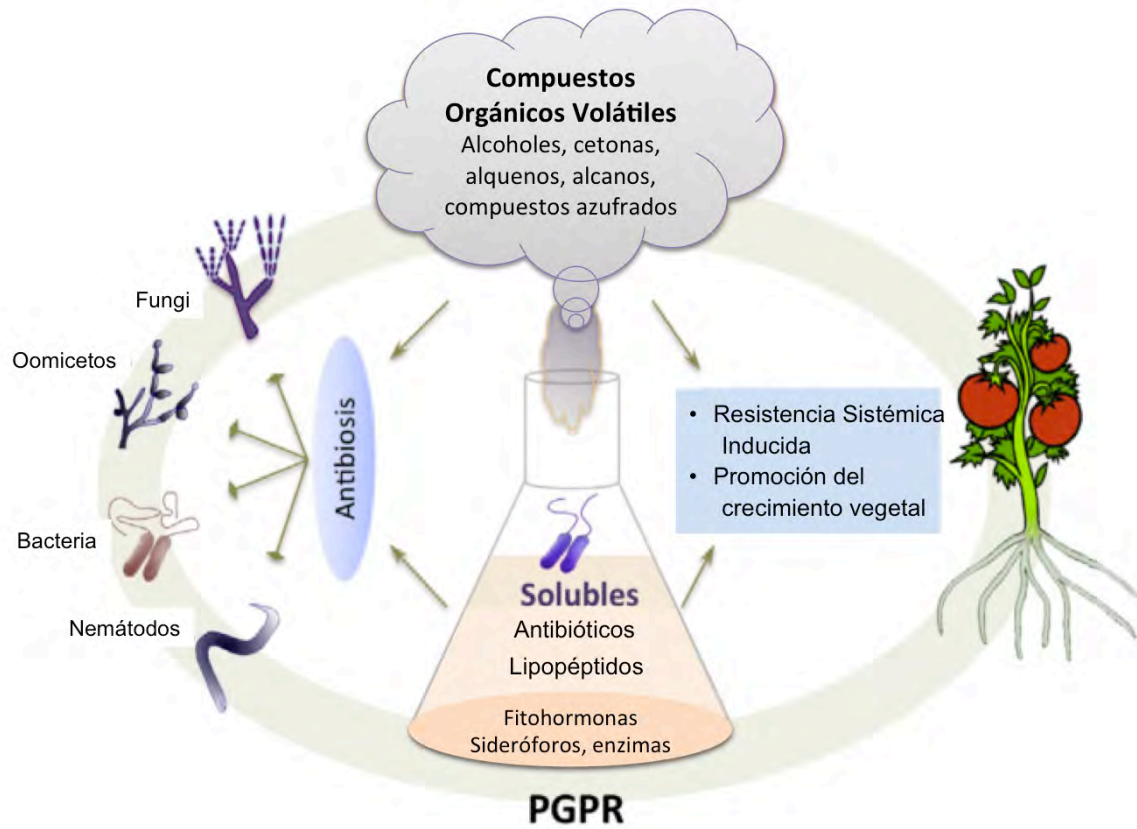 Compuestos
Orgánicos Volátiles
Alcoholes, cetonas,
alquenos, alcanos,
compuestos azufrados
Fungi
Oomicetos
Bacteria
Nemátodos
Antibiosis
• Resistencia Sistémica
Inducida
• Promoción del
crecimiento vegetal
Solubles
Antibióticos
Lipopéptidos
Fitohormonas
Sideróforos, enzimas
PGPR